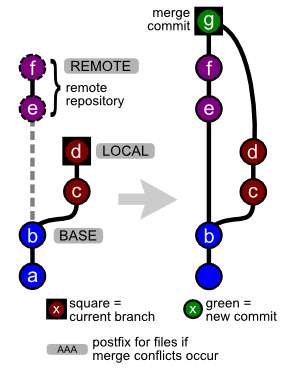 merge
commit
g
f
REMOTE
remote
repository
e
f
e
d
LOCAL
c
d
c
b
BASE
b
a
x
square =
current branch
x
green =
new commit
AAA
postfix for files if
merge conflicts occur